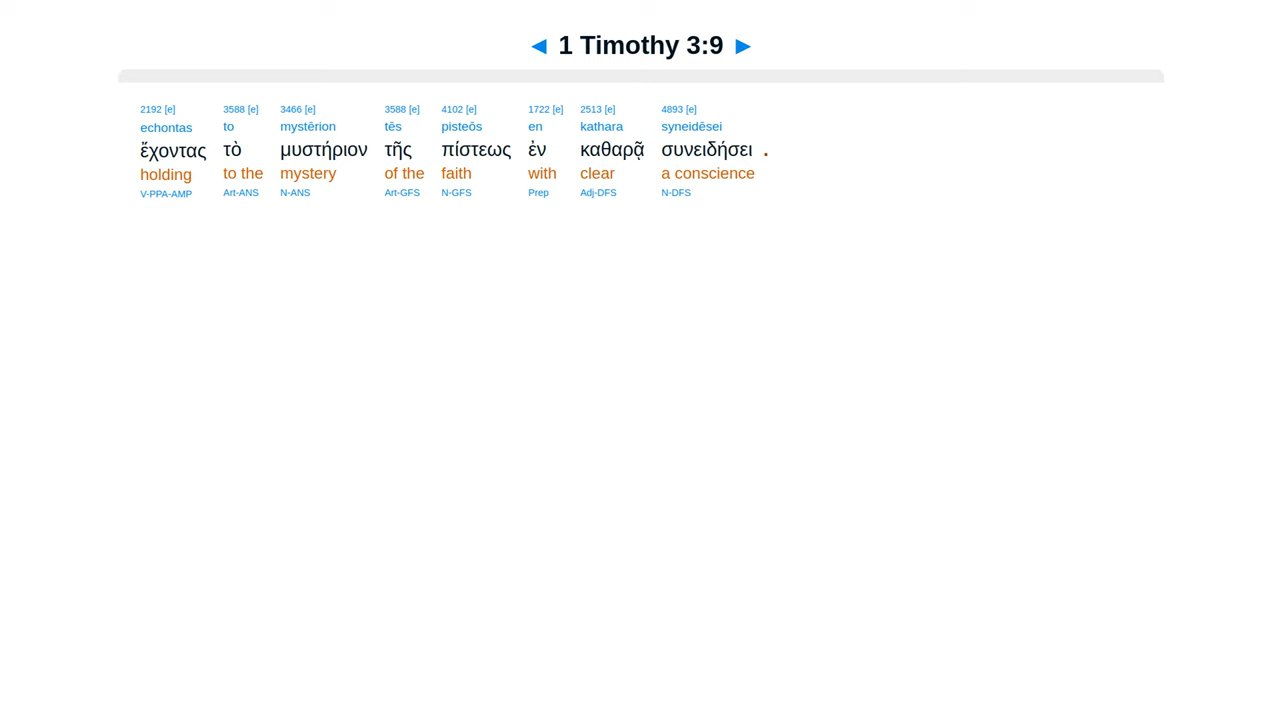 ◄ 1 Timothy 3:9 ►
2192 [e] 3588 [e] 3466 [e] 3588 [e] 4102 [e] 1722 [e] 2513 [e] 4893 [e]
echontas to mystērion tēs pisteōs en kathara syneidēsei
ἔχοντας τὸ μυστήριον τῆς πίστεως ἐν καθαρᾷ συνειδήσει .
holding to the mystery of the faith with clear a conscience
V-PPA-AMP Art-ANS N-ANS Art-GFS N-GFS Prep Adj-DFS N-DFS